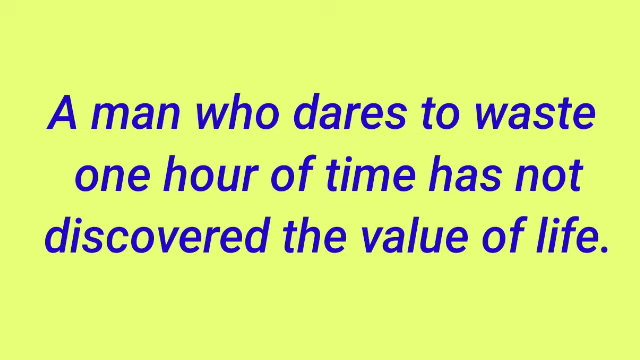 A man who dares to waste
one hour of time has not
discovered the value of life.